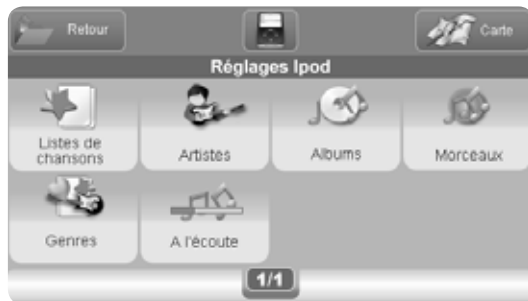 Retour
Carte
Réglages Ipod
Listes de
chansons
Artistes
Albums
Morceaux
Genres
A l'écoute
1/1